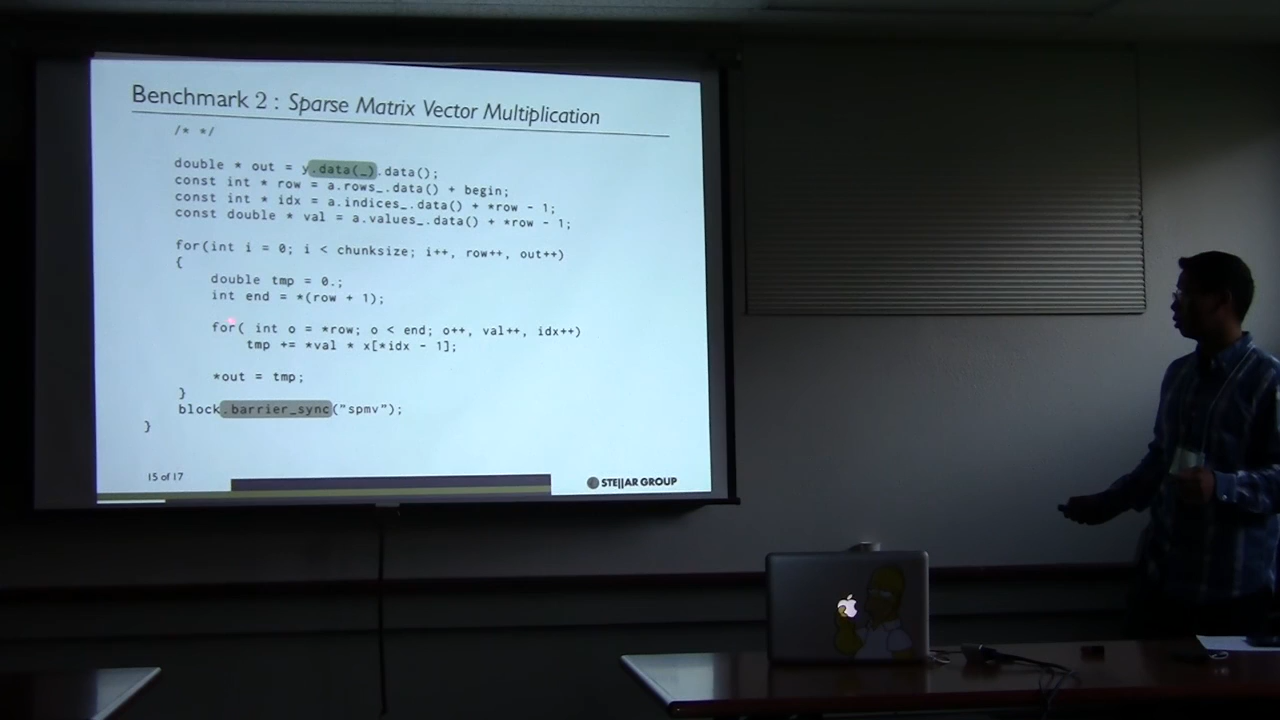 Benchmark 2 : Sparse Matrix Vector Multiplication
/* */
double * out = y.data(_).data();
const int * row = a.rows_.data() + begin;
const int * idx = a.indices_.data() + *row - 1;
const double * val = a.values_.data() + *row - 1;
for(int i = 0; i < chunksize; i++, row++, out++)
{
double tmp = 0.;
int end = *(row + 1);
for( int o = *row; o < end; o++, val++, idx++)
tmp += *val * x[*idx - 1];
*out = tmp;
}
block.barrier_sync("spmv");
}
15 of 17
STE||AR GROUP